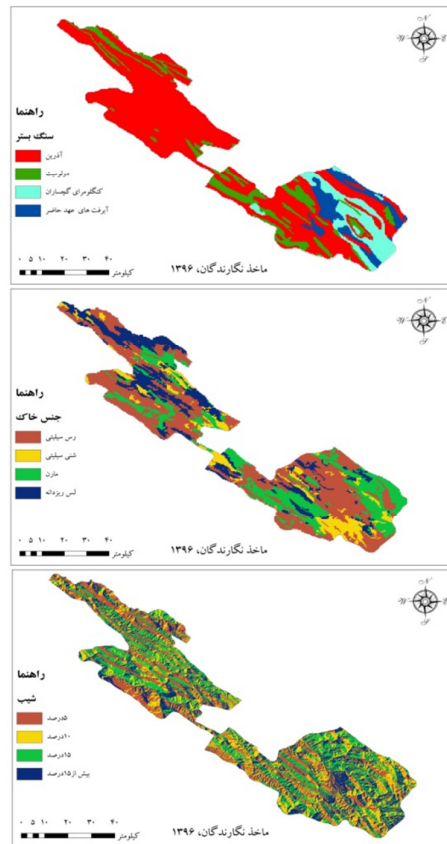 N
W E
S
راهنما
سنگ بستر
آذرین
مونونیت
کنگلومرای گچساران
آبرفت های عهد حاضر
۰ ۵ ۱۰ ۲۰ ۳۰ ۴۰
کیلومتر
ماخذ نگارندگان، ۱۳۹۶
N
W E
S
راهنما
جنس خاک
رس سیلیتی
شنی سیلیتی
مارن
لس ریزدانه
۰ ۵ ۱۰ ۲۰ ۳۰ ۴۰
کیلومتر
ماخذ نگارندگان، ۱۳۹۶
N
W E
S
راهنما
شیب
۵درصد
۱۰درصد
۱۵درصد
بیش از۱۵درصد
۰ ۵ ۱۰ ۲۰ ۳۰ ۴۰
کیلومتر
ماخذ نگارندگان، ۱۳۹۶